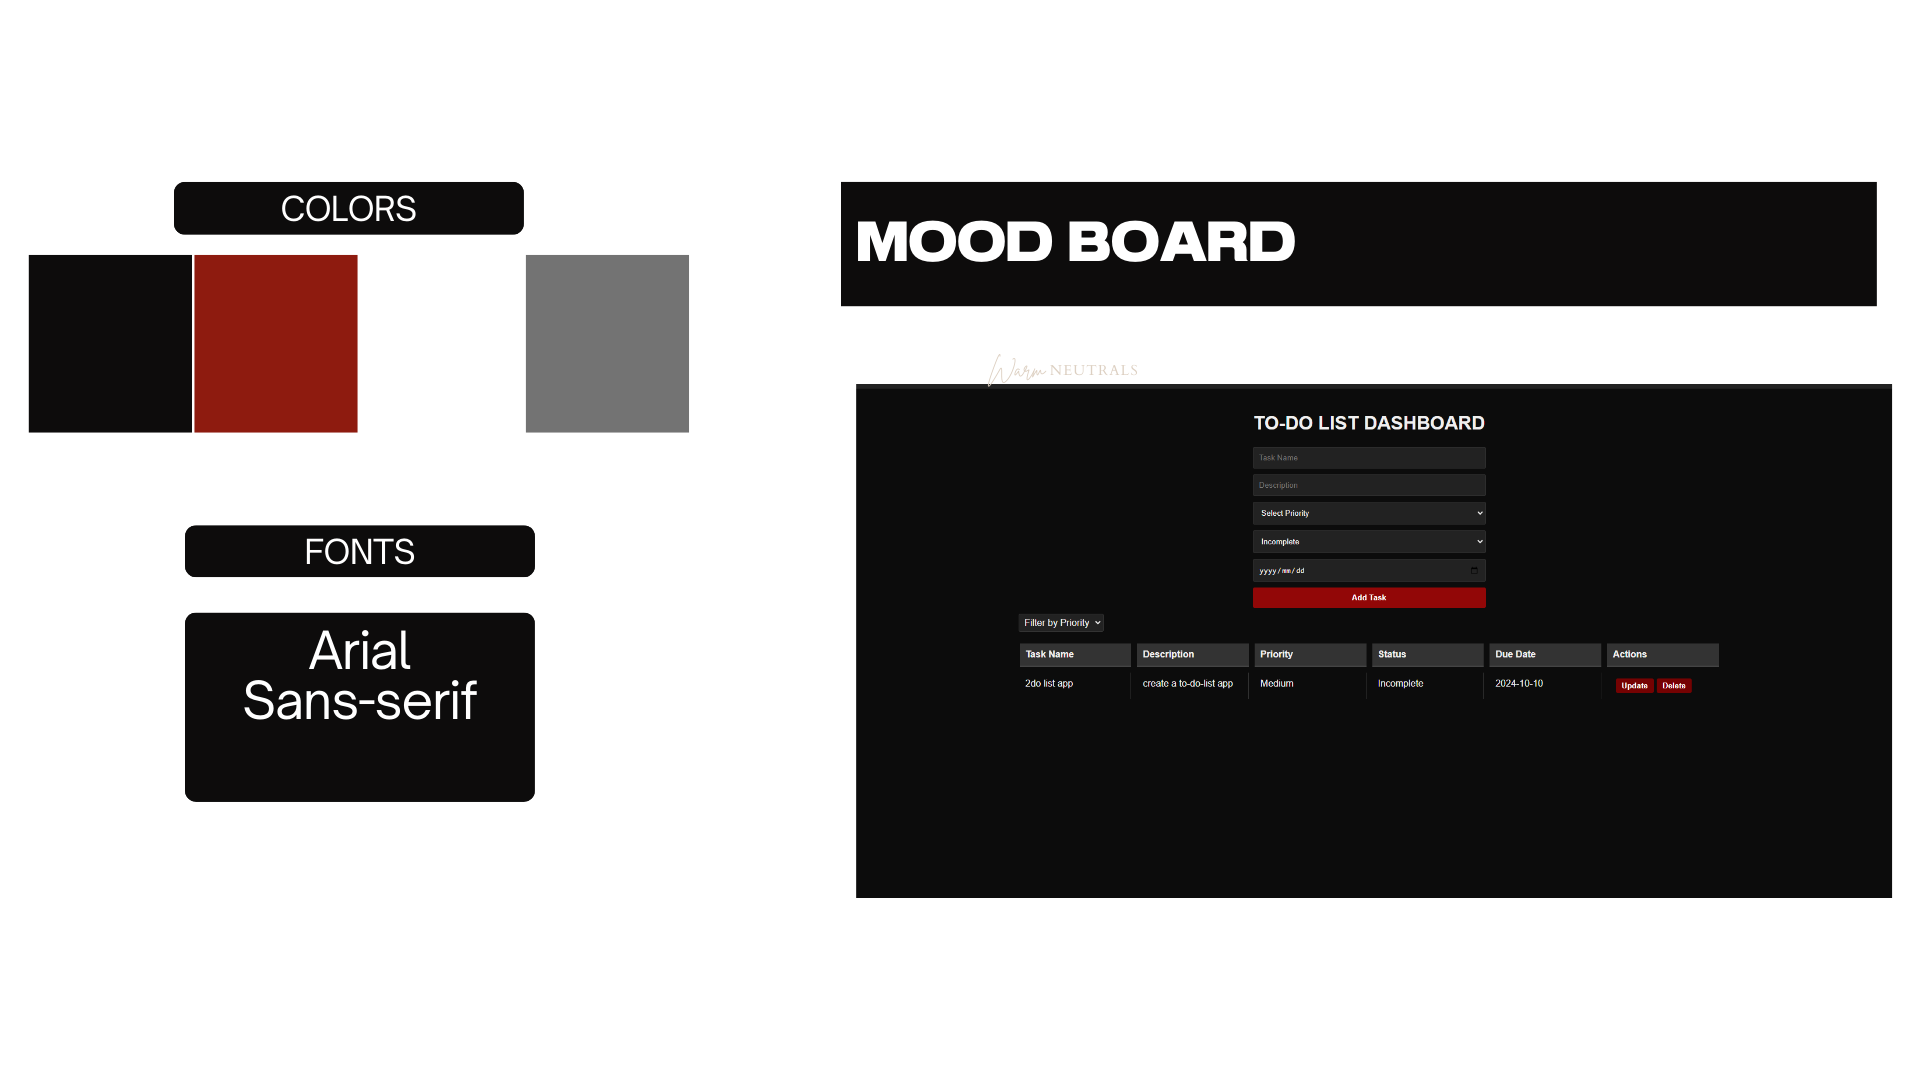 COLORS
FONTS
Arial
Sans-serif
MOOD BOARD
Warm NEUTRALS
TO-DO LIST DASHBOARD
Task Name
Description
Select Priority
Incomplete
yyyy/mm/dd
Add Task
Filter by Priority
Task Name Description Priority Status Due Date Actions
2do list app create a to-do-list app Medium Incomplete 2024-10-10 Update Delete